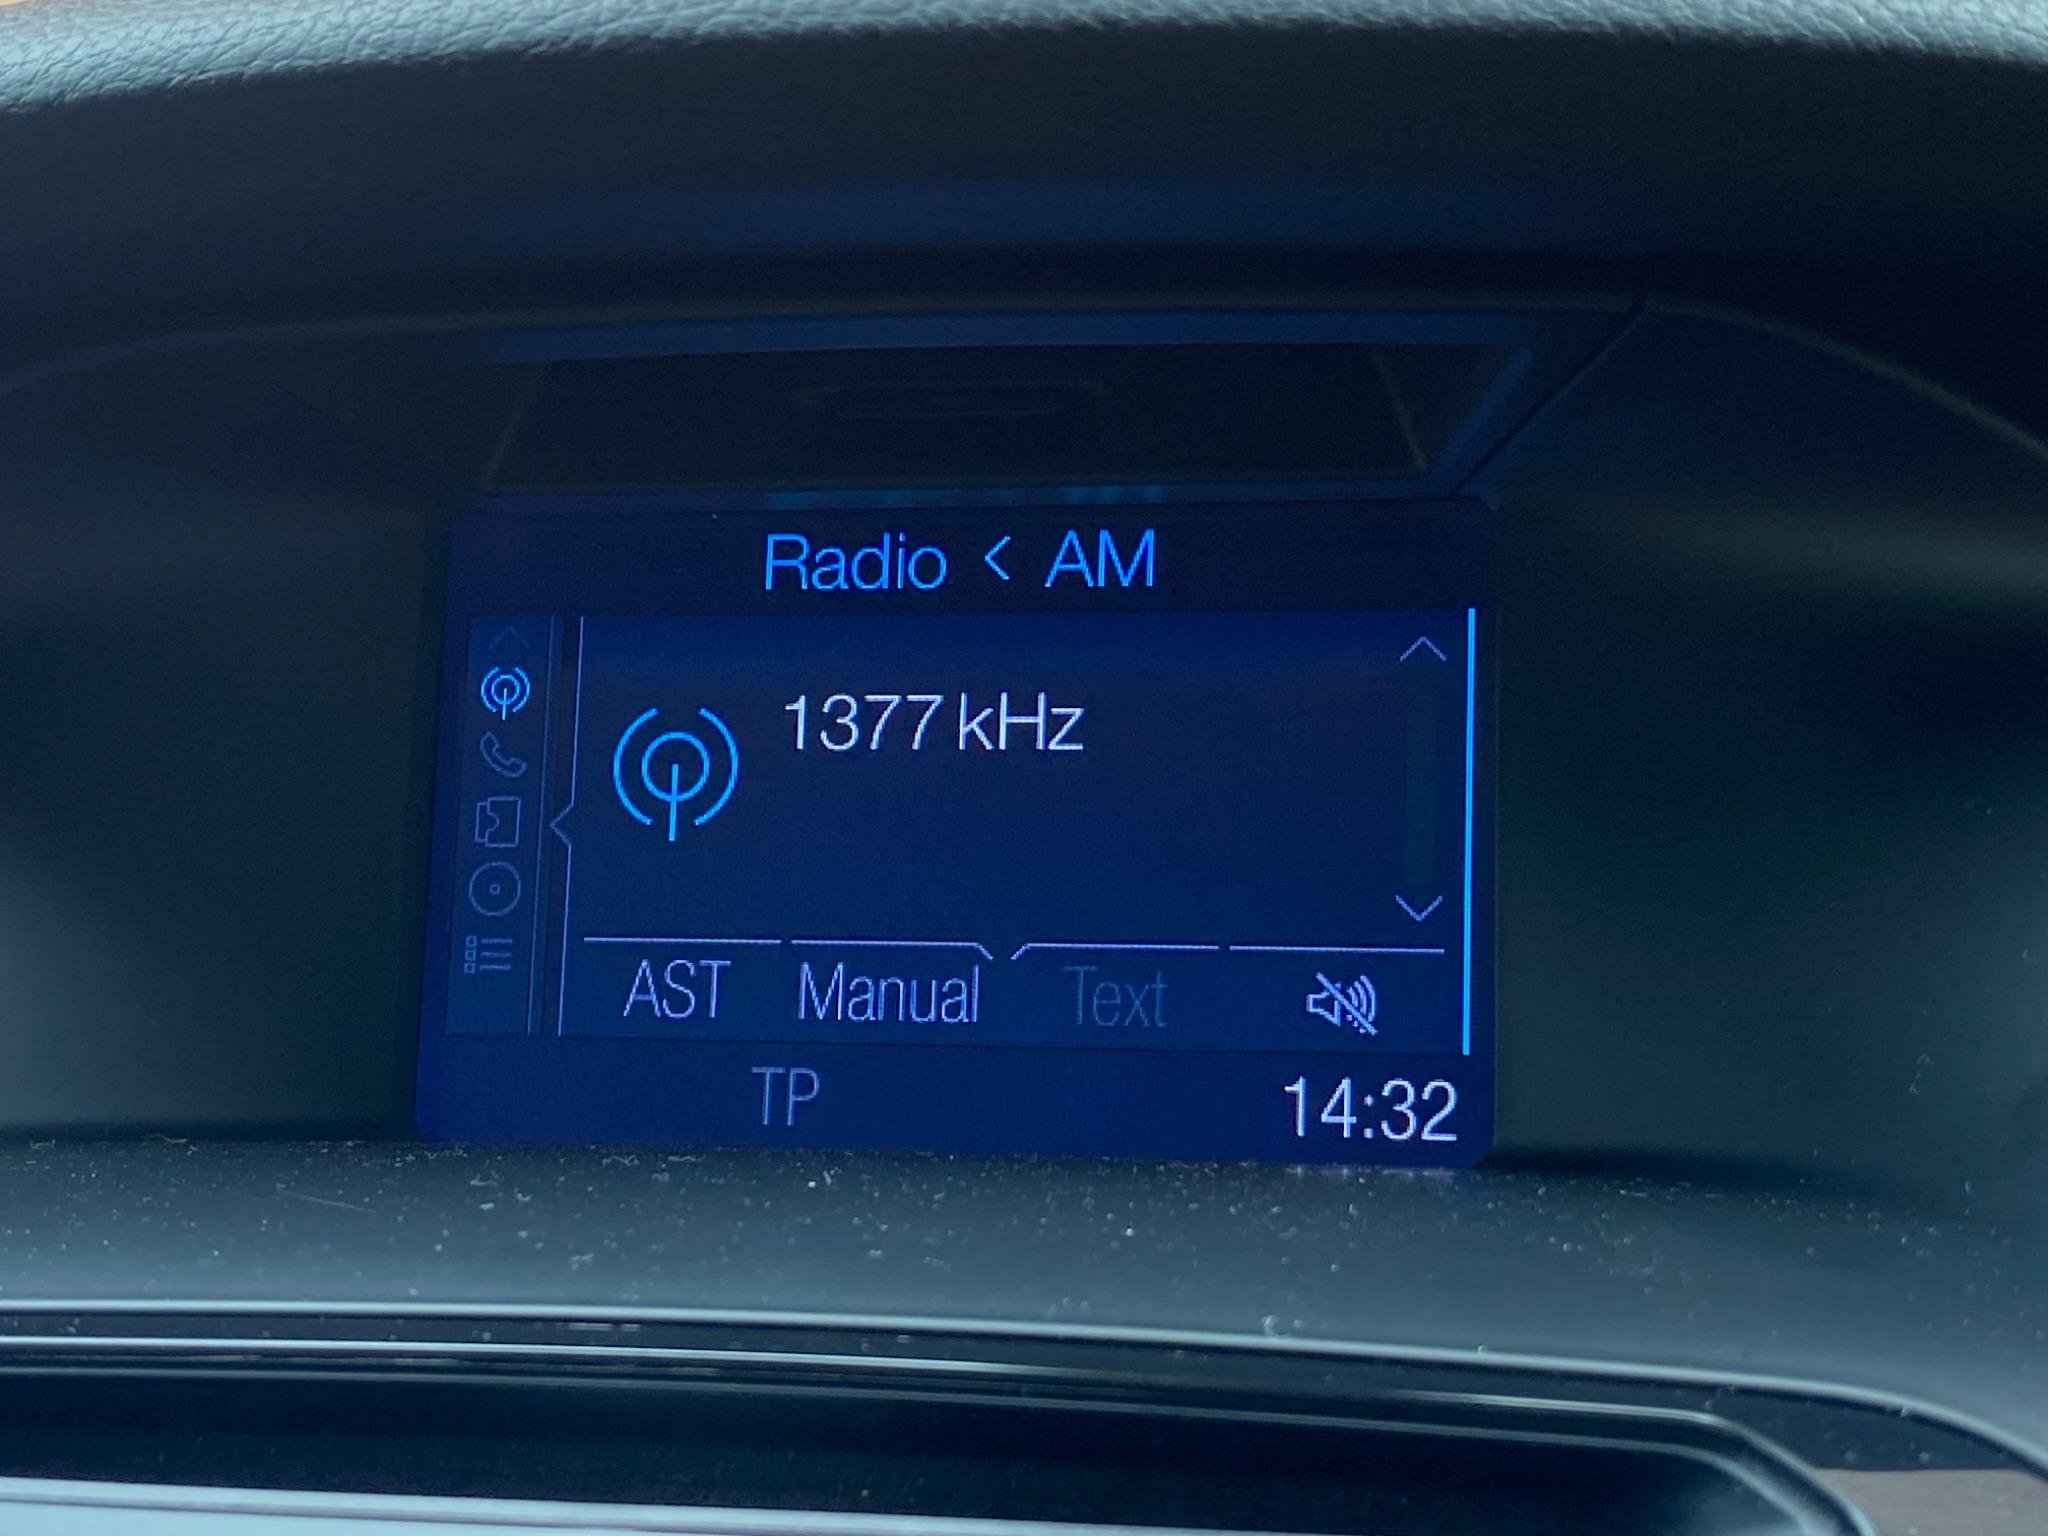 Radio < AM
1377 kHz
AST Manual Text
TP 14:32